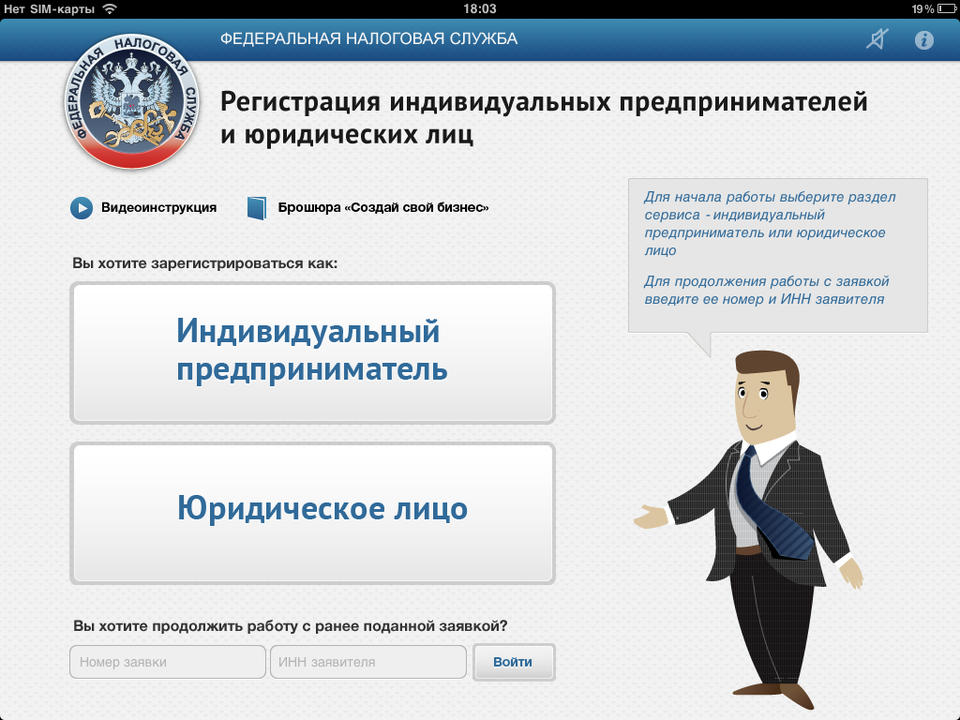 Нет SIM-карты
18:03
19 %
ФЕДЕРАЛЬНАЯ НАЛОГОВАЯ СЛУЖБА
ФЕДЕРАЛЬНАЯ НАЛОГОВАЯ СЛУЖБА
Регистрация индивидуальных предпринимателей
и юридических лиц
Видеоинструкция
Брошюра «Создай свой бизнес»
Для начала работы выберите раздел
сервиса - индивидуальный
предприниматель или юридическое
лицо
Для продолжения работы с заявкой
введите ее номер и ИНН заявителя
Вы хотите зарегистрироваться как:
Индивидуальный
предприниматель
Юридическое лицо
Вы хотите продолжить работу с ранее поданной заявкой?
Номер заявки
ИНН заявителя
Войти